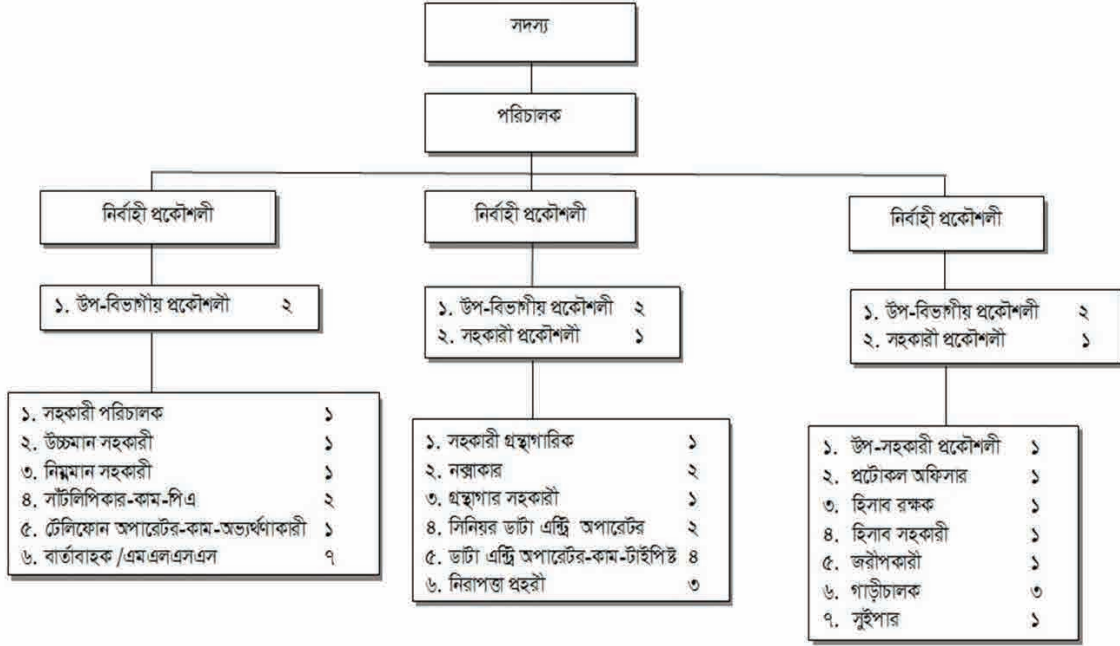 সদস্য
পরিচালক
নির্বাহী প্রকৌশলী
১. উপ-বিভাগীয় প্রকৌশলী ২
১. সহকারী পরিচালক ১
২. উচ্চমান সহকারী ১
৩. নিম্নমান সহকারী ১
৪. সাঁটলিপিকার-কাম-পিএ ২
৫. টেলিফোন অপারেটর-কাম-অভ্যর্থণাকারী ১
৬. বার্তাবাহক /এমএলএসএস ৭
নির্বাহী প্রকৌশলী
১. উপ-বিভাগীয় প্রকৌশলী ২
২. সহকারী প্রকৌশলী ১
১. সহকারী গ্রন্থাগারিক ১
২. নক্সাকার ২
৩. গ্রন্থাগার সহকারী ১
৪. সিনিয়র ডাটা এন্ট্রি অপারেটর ২
৫. ডাটা এন্ট্রি অপারেটর-কাম-টাইপিষ্ট ৪
৬. নিরাপত্তা প্রহরী ৩
নির্বাহী প্রকৌশলী
১. উপ-বিভাগীয় প্রকৌশলী ২
২. সহকারী প্রকৌশলী ১
১. উপ-সহকারী প্রকৌশলী ১
২. প্রটোকল অফিসার ১
৩. হিসাব রক্ষক ১
৪. হিসাব সহকারী ১
৫. জরীপকারী ১
৬. গাড়ীচালক ৩
৭. সুইপার ১